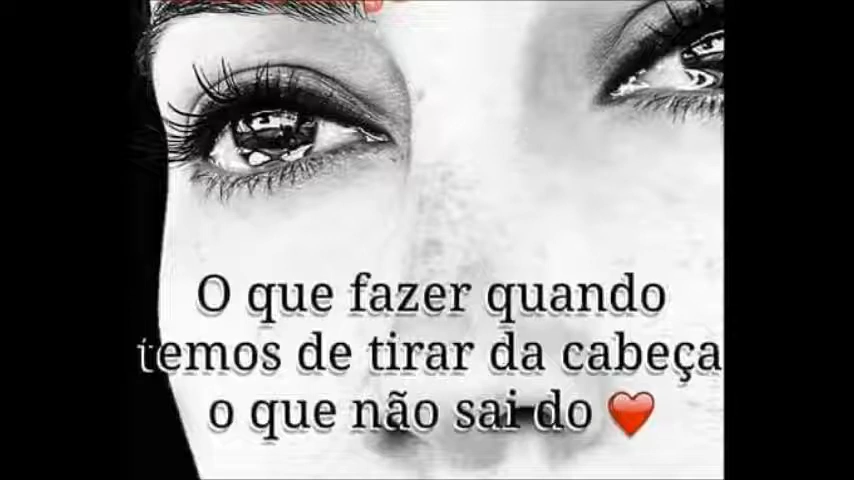 O que fazer quando
temos de tirar da cabeça
o que não sai do ❤️